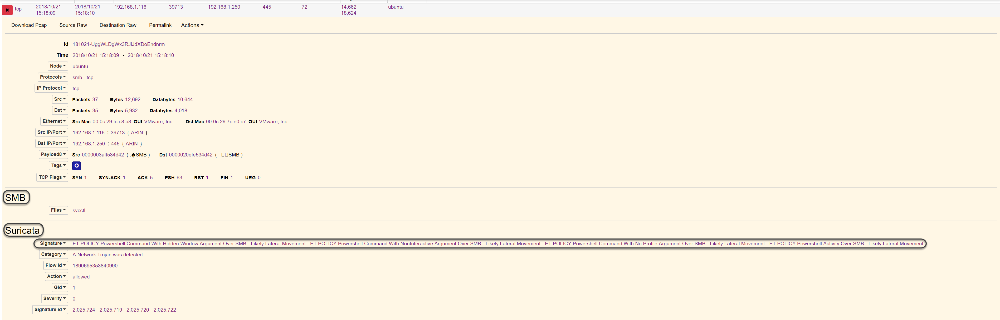 tcp 2018/10/21 15:18:09 2018/10/21 15:18:10 192.168.1.116 39713 192.168.1.250 445 72 14,662 18,624 ubuntu
Download Pcap Source Raw Destination Raw Permalink Actions
Id 181021-UggWLDgWx3RJiJdXDoEndnrm
Time 2018/10/21 15:18:09 - 2018/10/21 15:18:10
Node ubuntu
Protocols smb tcp
IP Protocol tcp
Src Packets 37 Bytes 12,692 Databytes 10,644
Dst Packets 35 Bytes 5,932 Databytes 4,018
Ethernet Src Mac 00:0c:29:fc:c8:a8 OUI VMware, Inc. Dst Mac 00:0c:29:7c:e0:c7 OUI VMware, Inc.
Src IP/Port 192.168.1.116 : 39713 { ARIN }
Dst IP/Port 192.168.1.250 : 445 { ARIN }
Payload8 Src 0000003aff534d42 ( :�SMB ) Dst 0000020efe534d42 ( □□SMB )
Tags
TCP Flags SYN 1 SYN-ACK 1 ACK 5 PSH 63 RST 1 FIN 1 URG 0
SMB
Files svcctl
Suricata
Signature ET POLICY Powershell Command With Hidden Window Argument Over SMB - Likely Lateral Movement ET POLICY Powershell Command With NonInteractive Argument Over SMB - Likely Lateral Movement ET POLICY Powershell Command With No Profile Argument Over SMB - Likely Lateral Movement ET POLICY Powershell Activity Over SMB - Likely Lateral Movement
Category A Network Trojan was detected
Flow Id 1890695353840990
Action allowed
Gid 1
Severity 0
Signature id 2,025,724 2,025,719 2,025,720 2,025,722